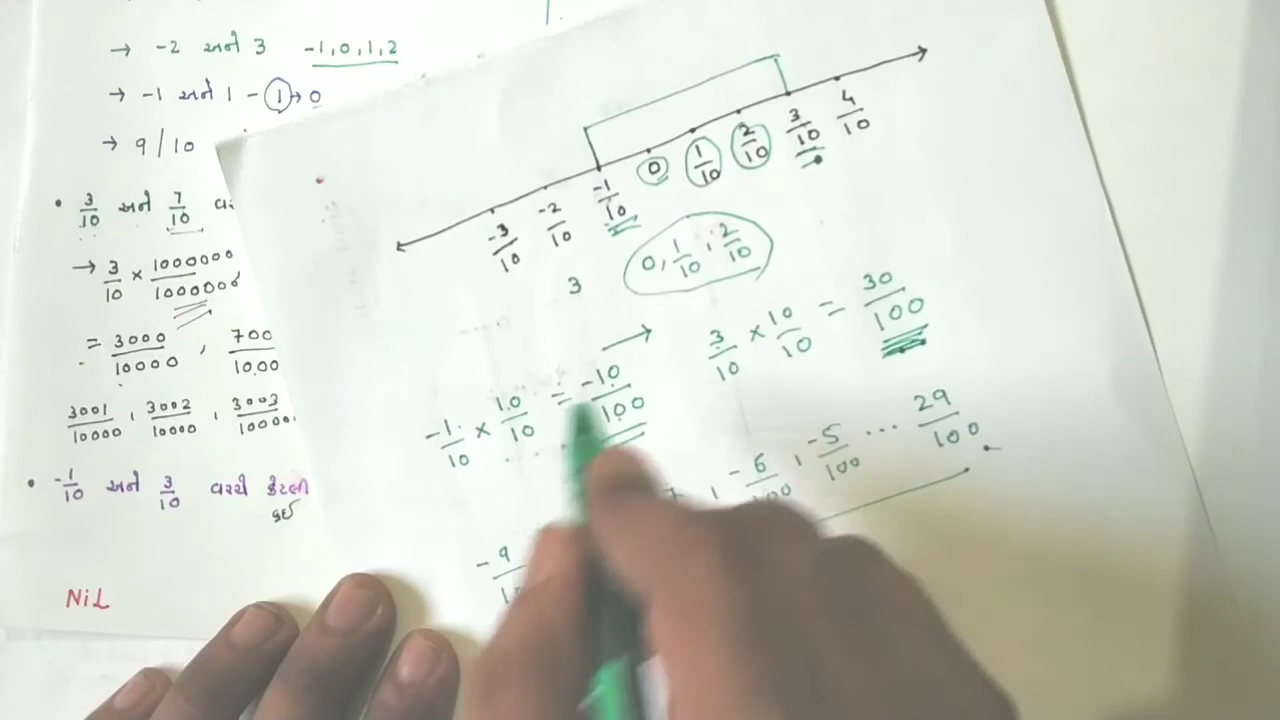 → -2 અને 3 -1,0,1,2
→ -1 અને 1 - 1 → 0
→ 9/10
• 3/10 અને 7/10
→ 3/10 × 1000000/1000000
= 3000/10000 , 700
3001/10000 , 3002/10000 , 3003
• -1/10 અને 3/10 વચ્ચે કેટલી
NiL
-3/10 -2/10 -1/10 0 1/10 2/10 3/10 4/10
0, 1/10 , 2/10
3
3/10 × 10/10 = 30/100
-1/10 × 10/10 = -10/100
-9
, -6/100 , -5/100 ... 29/100